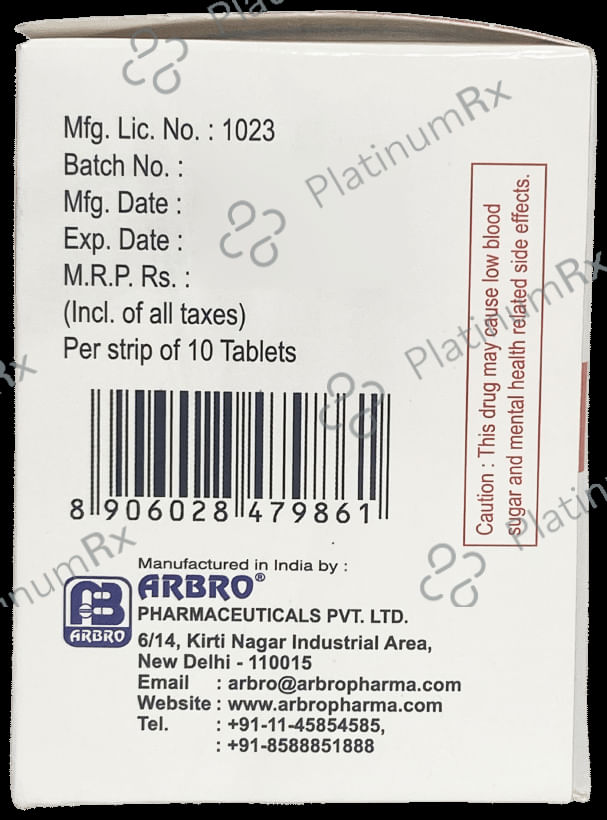 Mfg. Lic. No. : 1023
Batch No. :
Mfg. Date :
Exp. Date :
M.R.P. Rs. :
(Incl. of all taxes)
Per strip of 10 Tablets
8 906028 479861
Caution : This drug may cause low blood
sugar and mental health related side effects.
Manufactured in India by :
ARBRO®
PHARMACEUTICALS PVT. LTD.
ARBRO
6/14, Kirti Nagar Industrial Area,
New Delhi - 110015
Email : arbro@arbropharma.com
Website : www.arbropharma.com
Tel. : +91-11-45854585,
: +91-8588851888
PlatinumRx
PlatinumRx
PlatinumRx
Rx
inumRx
Platin